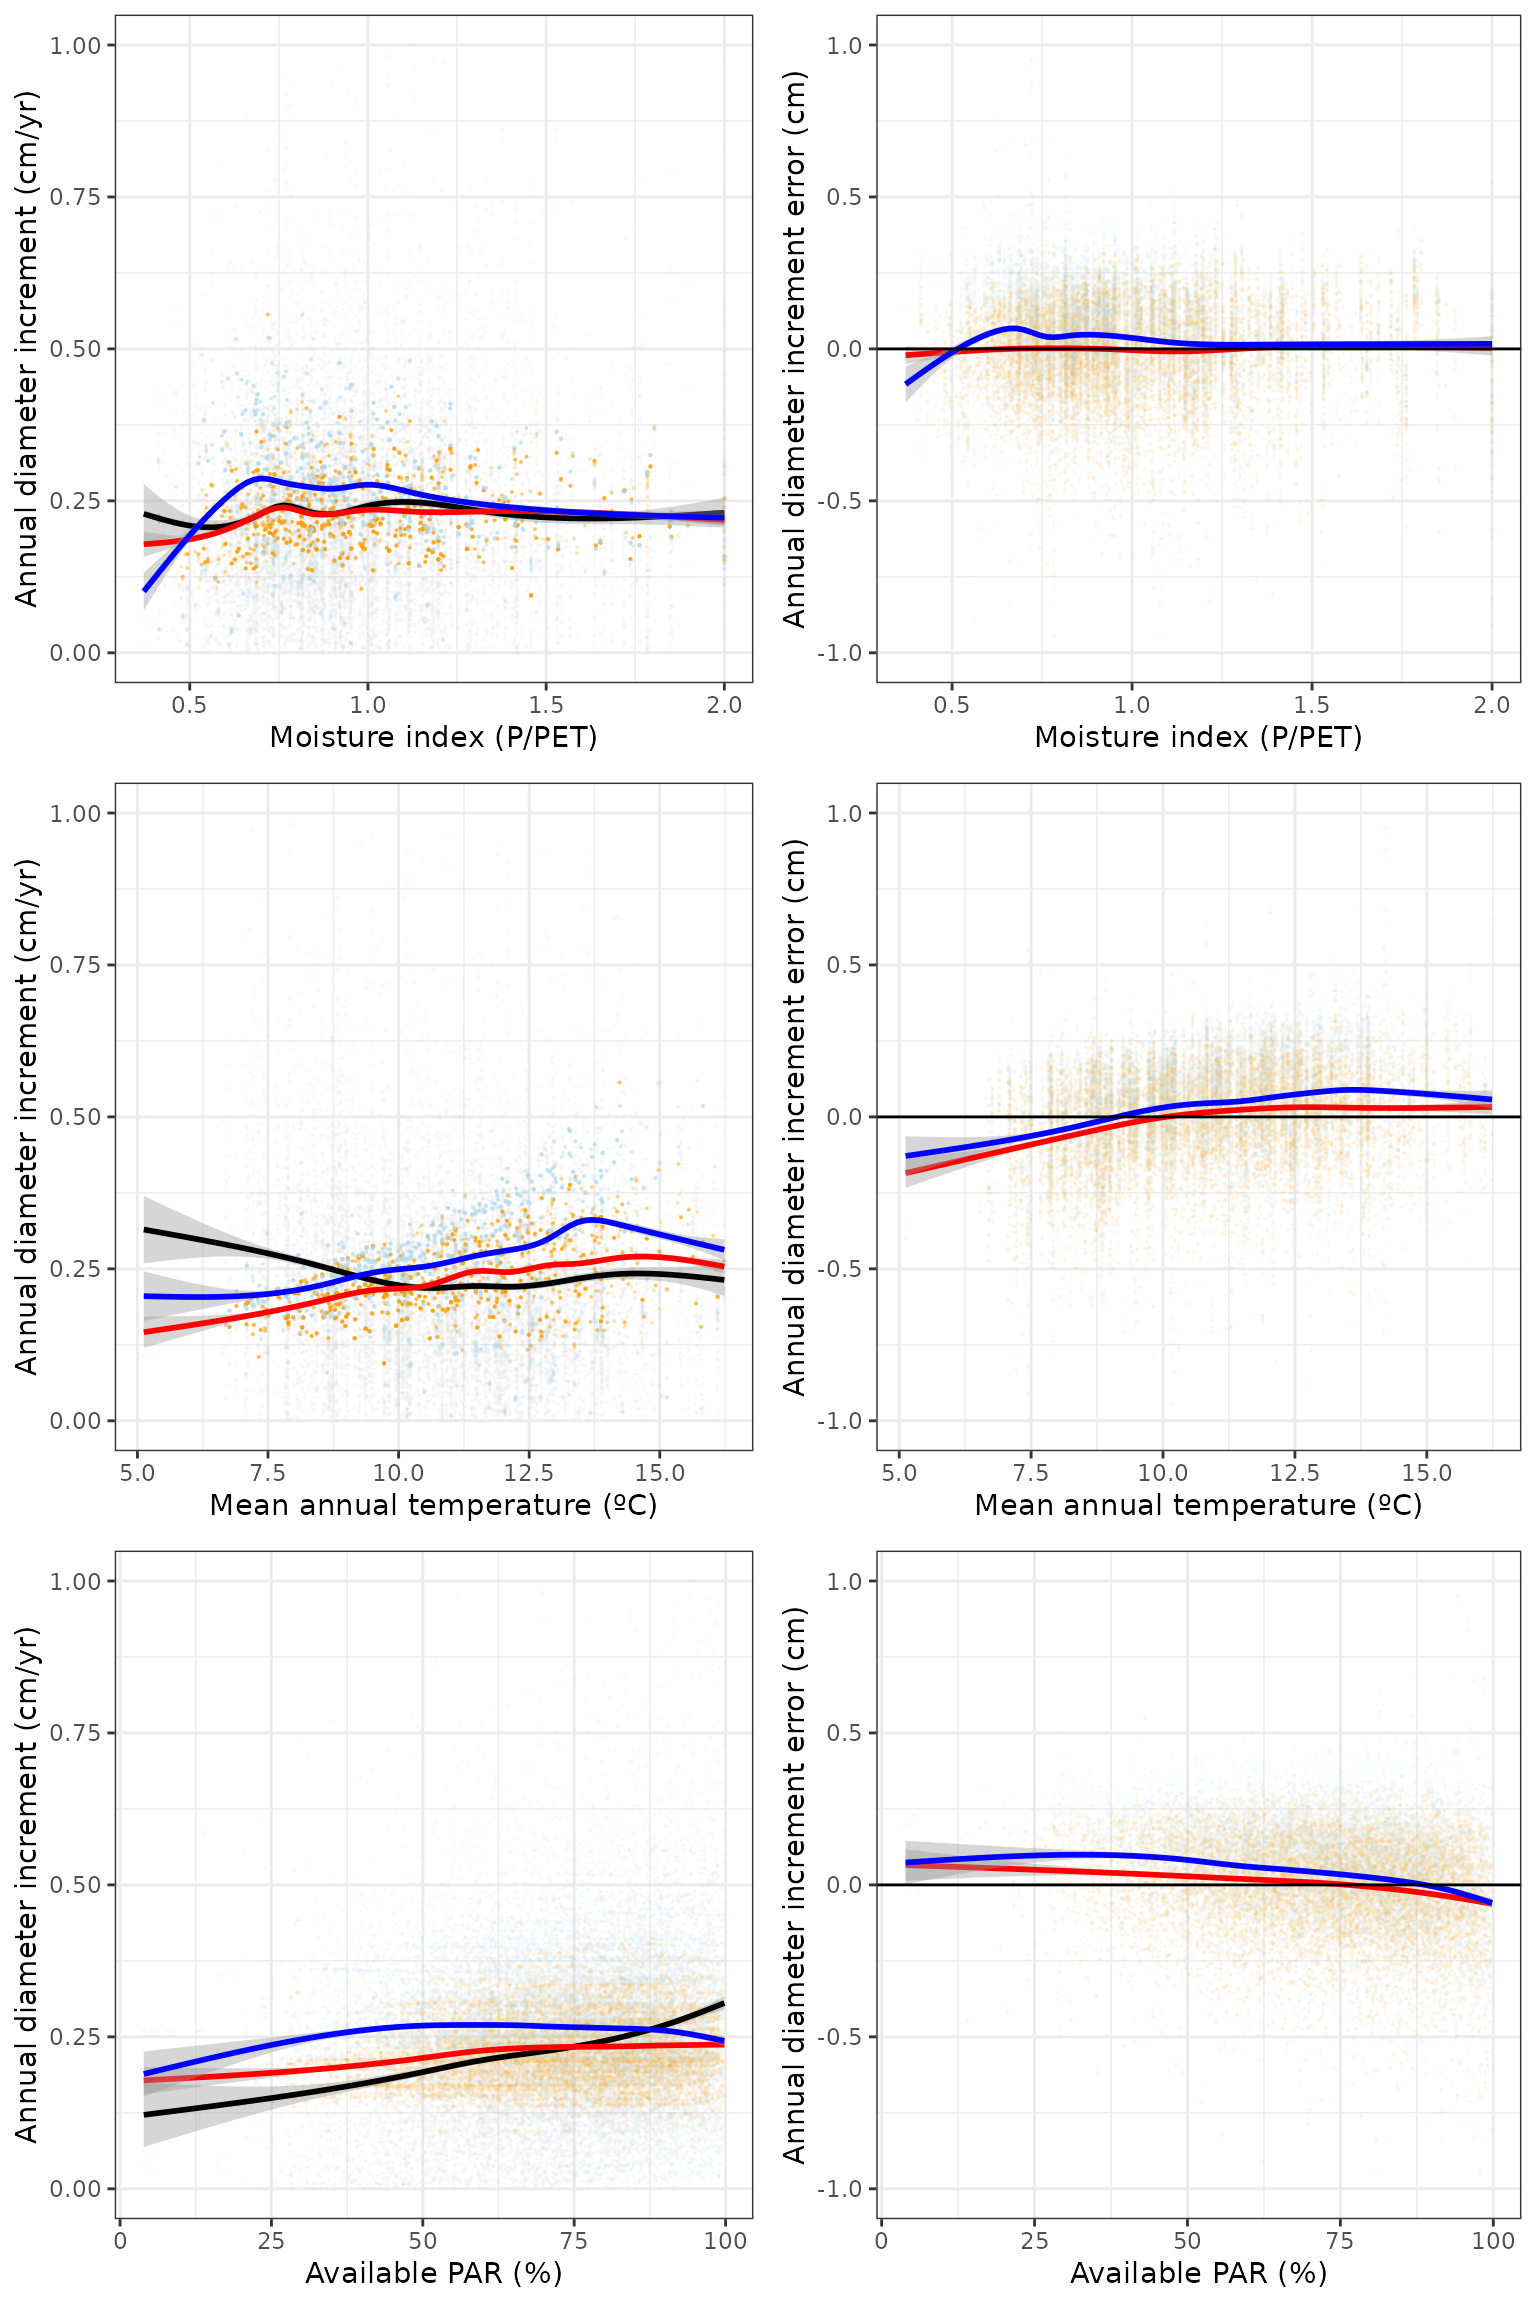 Annual diameter increment (cm/yr)
1.00
0.75
0.50
0.25
0.00
0.5 1.0 1.5 2.0
Moisture index (P/PET)
Annual diameter increment error (cm)
1.0
0.5
0.0
-0.5
-1.0
0.5 1.0 1.5 2.0
Moisture index (P/PET)
Annual diameter increment (cm/yr)
1.00
0.75
0.50
0.25
0.00
5.0 7.5 10.0 12.5 15.0
Mean annual temperature (ºC)
Annual diameter increment error (cm)
1.0
0.5
0.0
-0.5
-1.0
5.0 7.5 10.0 12.5 15.0
Mean annual temperature (ºC)
Annual diameter increment (cm/yr)
1.00
0.75
0.50
0.25
0.00
0 25 50 75 100
Available PAR (%)
Annual diameter increment error (cm)
1.0
0.5
0.0
-0.5
-1.0
0 25 50 75 100
Available PAR (%)